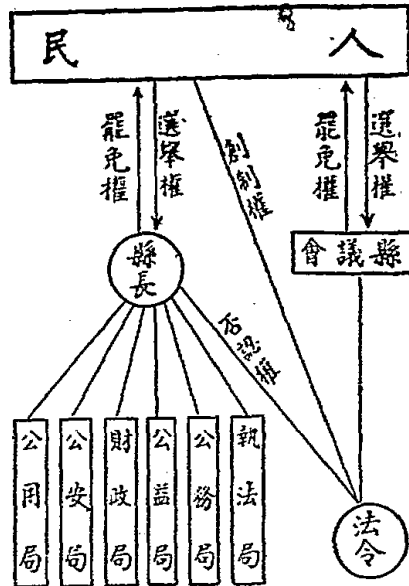 人民
選舉權
罷免權
創制權
選舉權
罷免權
縣議會
縣長
否認權
執法局
公務局
公益局
財政局
公安局
公用局
法令